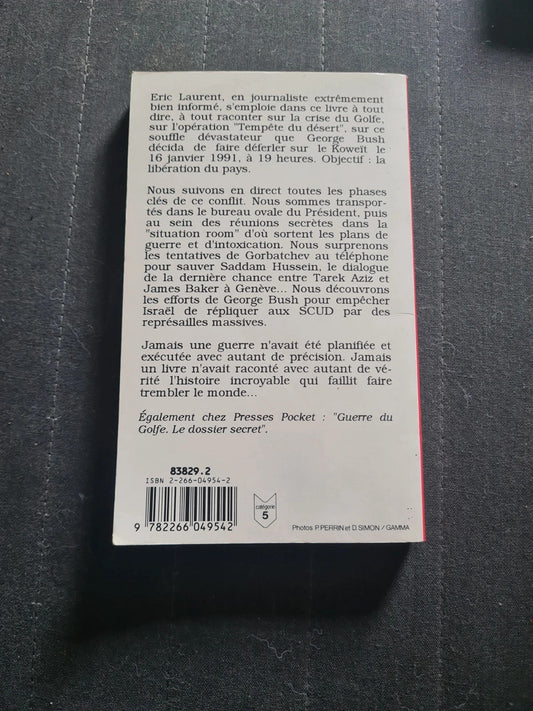 Eric Laurent, en journaliste extrêmement
bien informé, s'emploie dans ce livre à tout
dire, à tout raconter sur la crise du Golfe,
sur l'opération "Tempête du désert", sur ce
souffle dévastateur que George Bush
décida de faire déferler sur le Koweït le
16 janvier 1991, à 19 heures. Objectif : la
libération du pays.
Nous suivons en direct toutes les phases
clés de ce conflit. Nous sommes transpor-
tés dans le bureau ovale du Président, puis
au sein des réunions secrètes dans la
"situation room" d'où sortent les plans de
guerre et d'intoxication. Nous surprenons
les tentatives de Gorbatchev au téléphone
pour sauver Saddam Hussein, le dialogue
de la dernière chance entre Tarek Aziz et
James Baker à Genève... Nous découvrons
les efforts de George Bush pour empêcher
Israël de répliquer aux SCUD par des
représailles massives.
Jamais une guerre n'avait été planifiée et
exécutée avec autant de précision. Jamais
un livre n'avait raconté avec autant de vé-
rité l'histoire incroyable qui faillit faire
trembler le monde...
Également chez Presses Pocket : "Guerre du
Golfe. Le dossier secret".
83829.2
ISBN 2-266-04954-2
9 782266 049542
catégorie
5
Photos P.PERRIN et D.SIMON / GAMMA